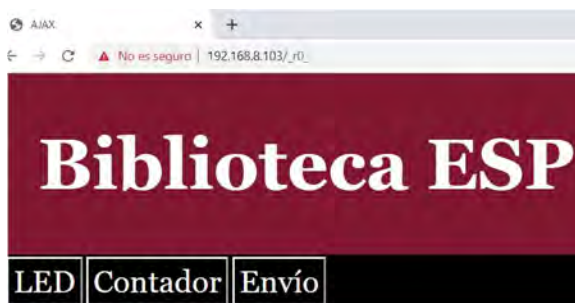 AJAX
No es seguro | 192.168.8.103/_r0_
Biblioteca ESP
LED Contador Envío